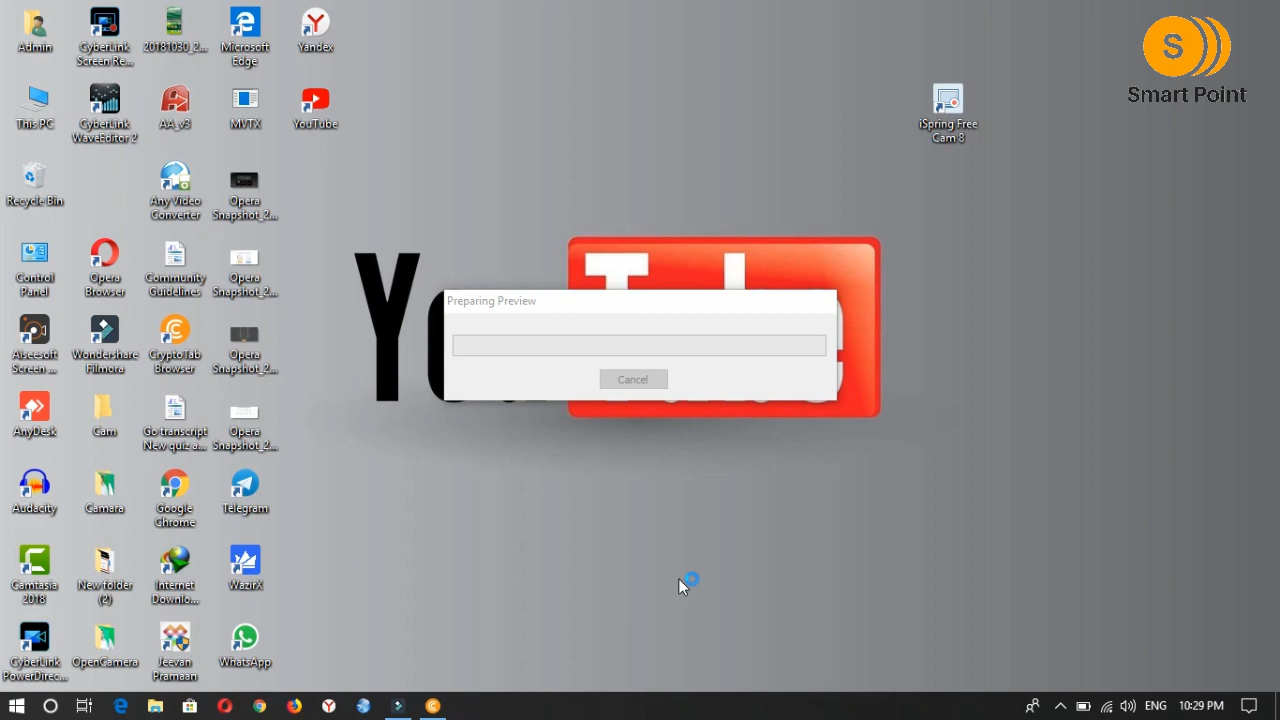 Admin
CyberLink
Screen Re...
20181030_2...
Microsoft
Edge
Yandex
This PC
CyberLink
WaveEditor 2
AA_v3
MVTX
YouTube
iSpring Free
Cam 8
S
Smart Point
Recycle Bin
Any Video
Converter
Opera
Snapshot_2...
Control
Panel
Opera
Browser
Community
Guidelines
Opera
Snapshot_2...
Preparing Preview
Cancel
Aiseesoft
Screen ...
Wondershare
Filmora
CryptoTab
Browser
Opera
Snapshot_2...
AnyDesk
Cam
Go transcript
New quiz a...
Opera
Snapshot_2...
Audacity
Camara
Google
Chrome
Telegram
Camtasia
2018
New folder
(2)
Internet
Downlo...
WazirX
CyberLink
PowerDirec...
OpenCamera
Jeevan
Pramaan
WhatsApp
ENG
10:29 PM